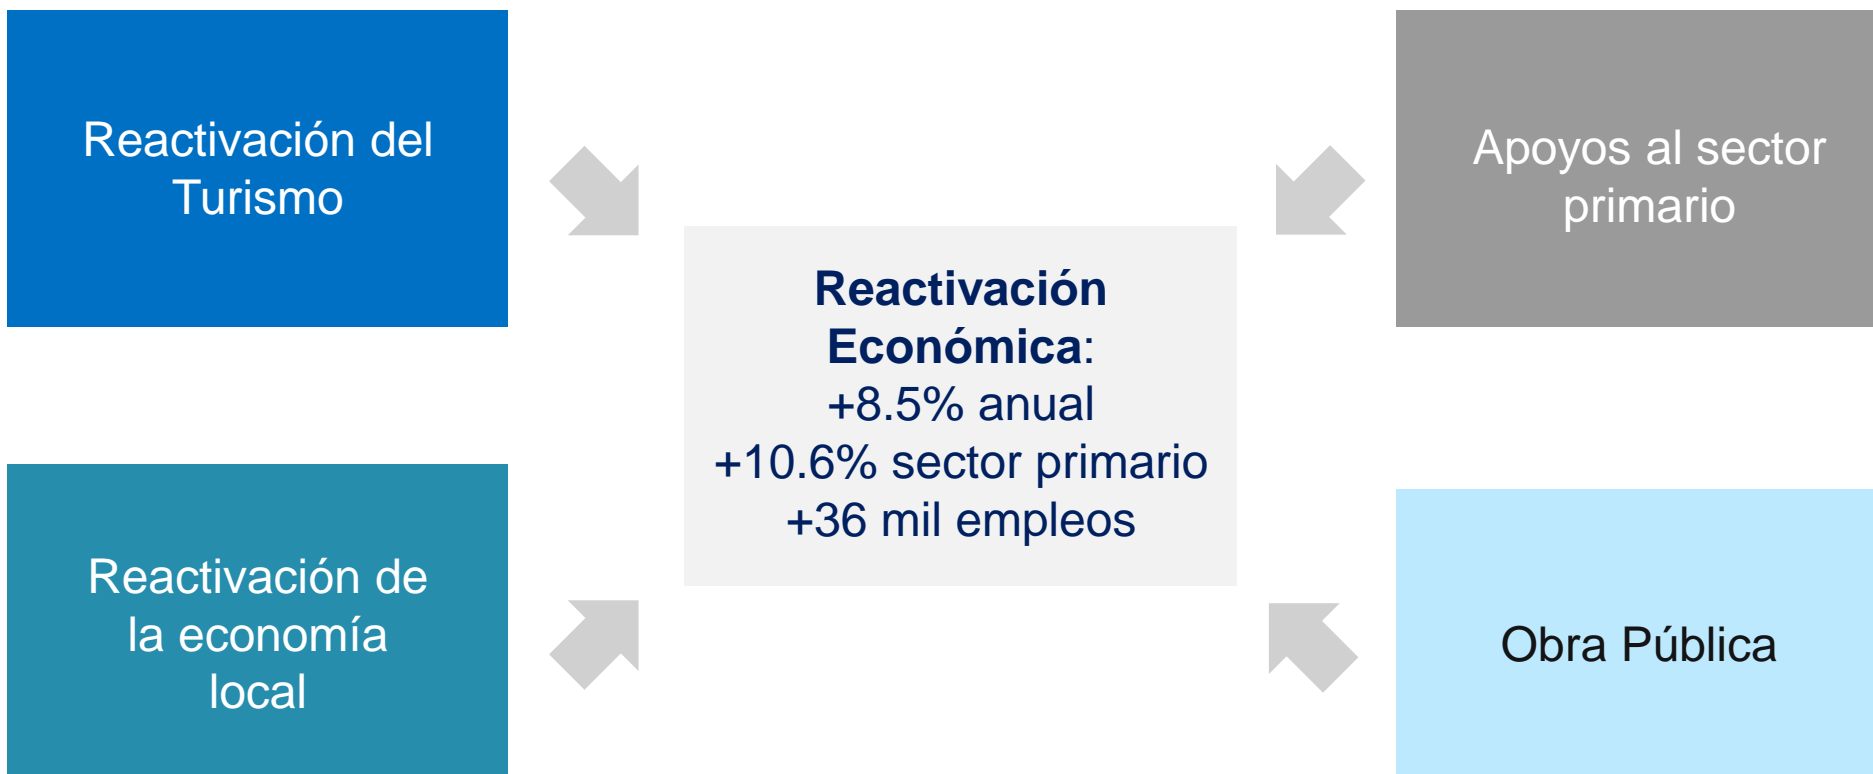 Reactivación del
Turismo
Apoyos al sector
primario
Reactivación
Económica:
+8.5% anual
+10.6% sector primario
+36 mil empleos
Reactivación de
la economía
local
Obra Pública